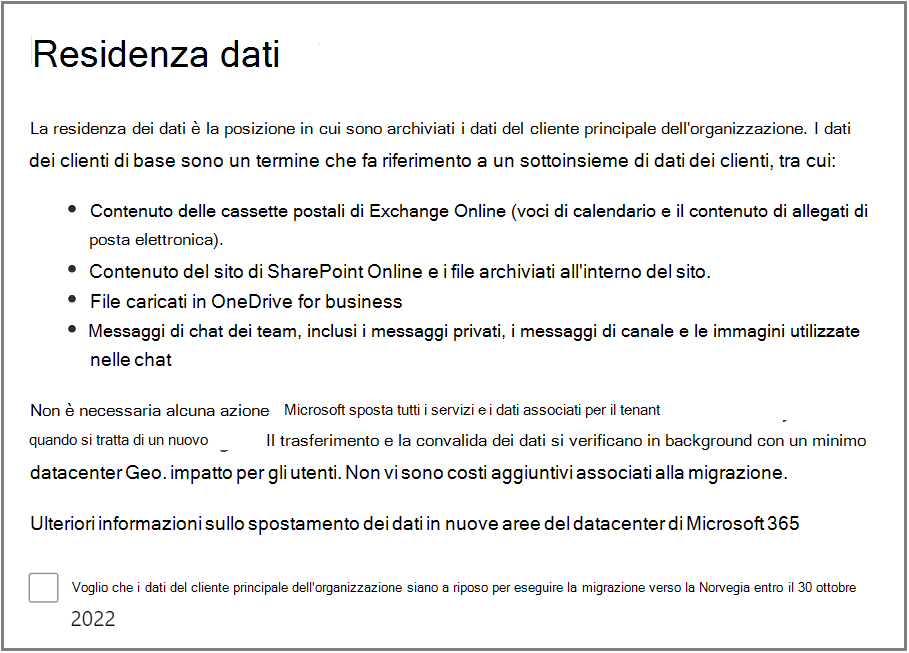 Residenza dati
La residenza dei dati è la posizione in cui sono archiviati i dati del cliente principale dell'organizzazione. I dati
dei clienti di base sono un termine che fa riferimento a un sottoinsieme di dati dei clienti, tra cui:
• Contenuto delle cassette postali di Exchange Online (voci di calendario e il contenuto di allegati di
posta elettronica).
• Contenuto del sito di SharePoint Online e i file archiviati all'interno del sito.
• File caricati in OneDrive for business
• Messaggi di chat dei team, inclusi i messaggi privati, i messaggi di canale e le immagini utilizzate
nelle chat
Non è necessaria alcuna azione Microsoft sposta tutti i servizi e i dati associati per il tenant
quando si tratta di un nuovo Il trasferimento e la convalida dei dati si verificano in background con un minimo
datacenter Geo. impatto per gli utenti. Non vi sono costi aggiuntivi associati alla migrazione.
Ulteriori informazioni sullo spostamento dei dati in nuove aree del datacenter di Microsoft 365
Voglio che i dati del cliente principale dell'organizzazione siano a riposo per eseguire la migrazione verso la Norvegia entro il 30 ottobre
2022